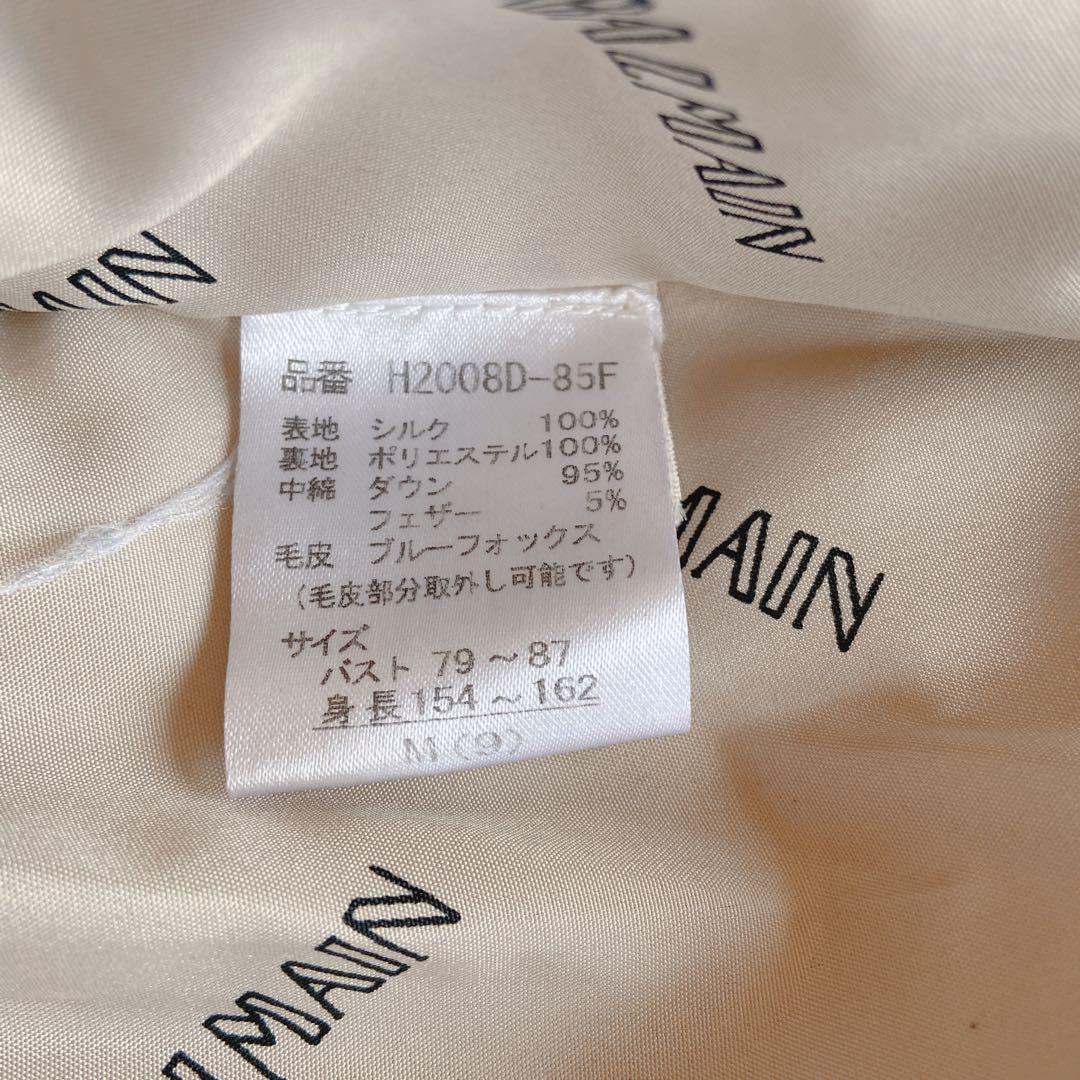 BALMAIN
品番 H2008D-85F
表地 シルク 100%
裏地 ポリエステル100%
中綿 ダウン 95%
フェザー 5%
毛皮 ブルーフォックス
(毛皮部分取外し可能です)
サイズ
バスト 79～87
身長154～162
M(9)
MAIN
LMAIN